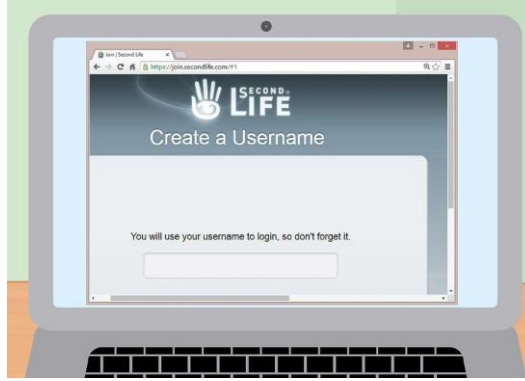 Join | Second Life
https://join.secondlife.com/#1
SECOND
LIFE
Create a Username
You will use your username to login, so don't forget it.